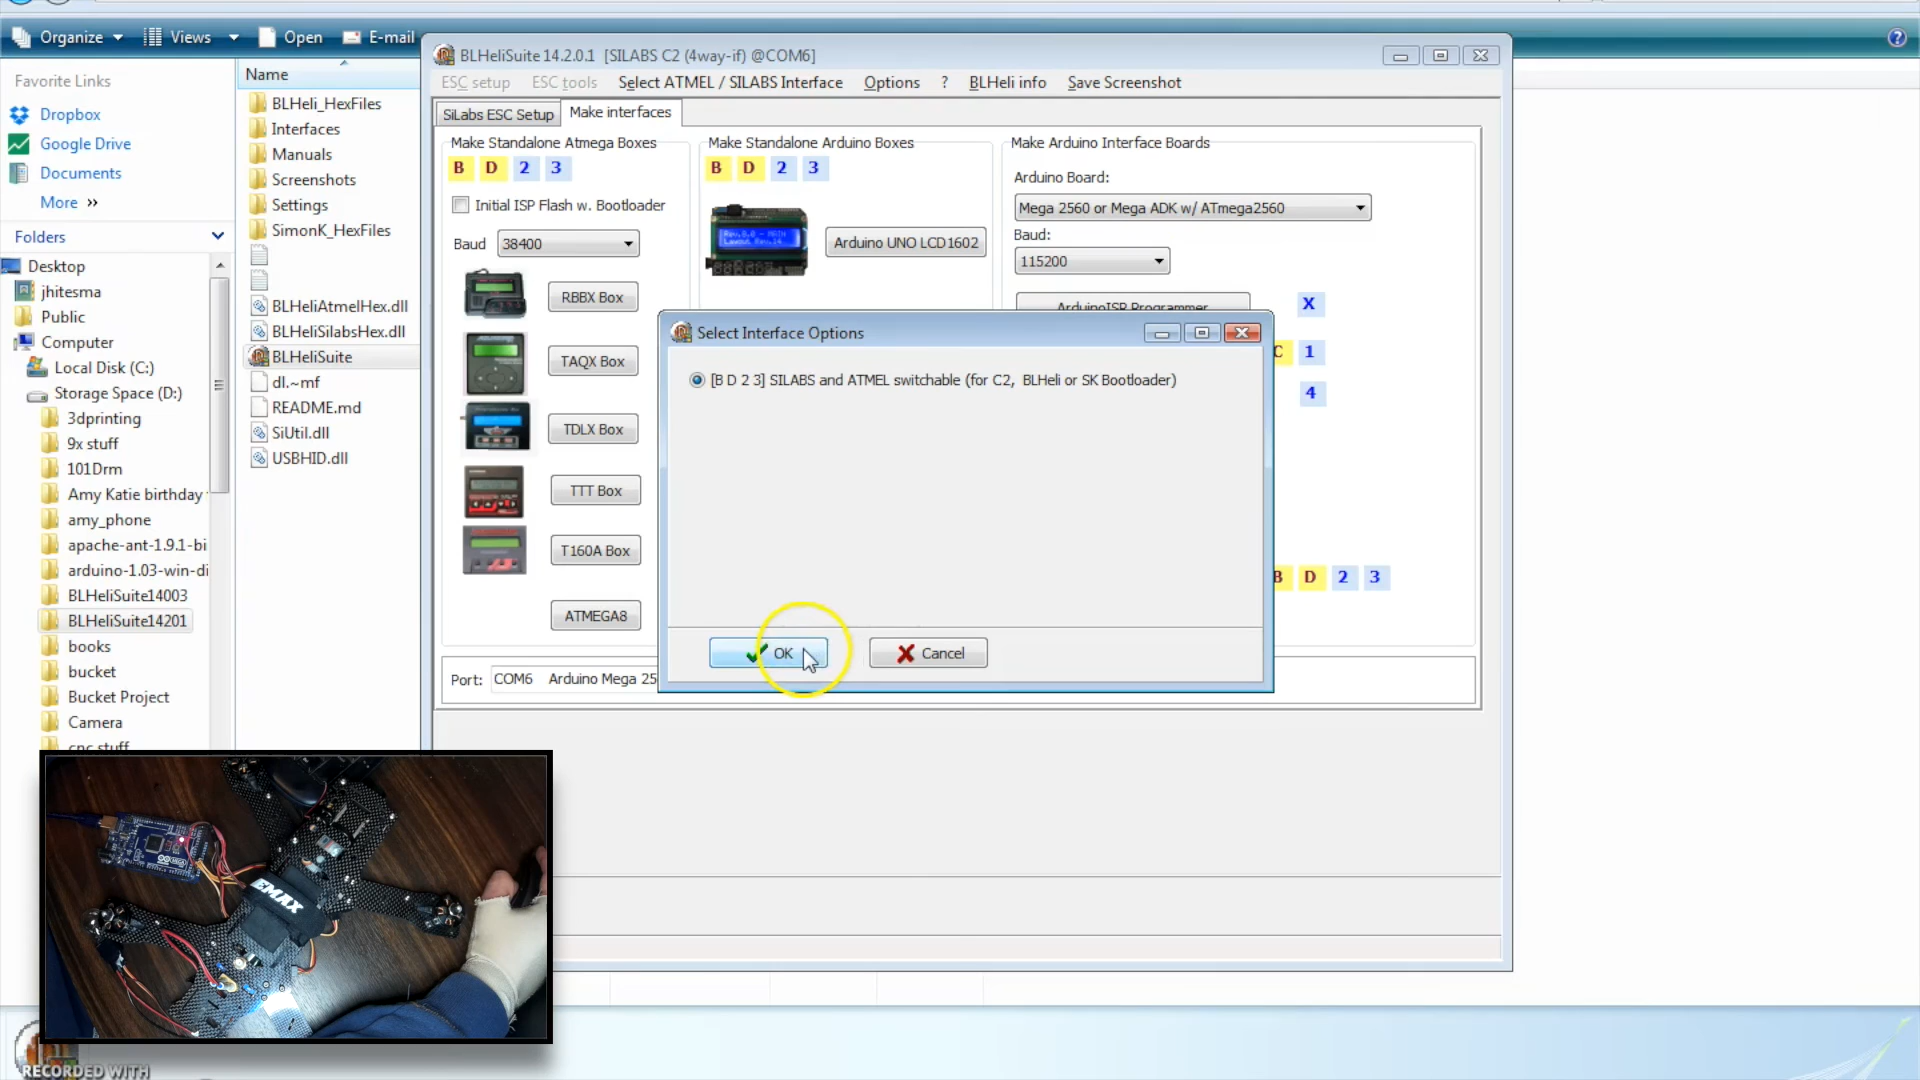 Organize
Views
Open
E-mail
Favorite Links
Dropbox
Google Drive
Documents
More »
Folders
Desktop
jhitesma
Public
Computer
Local Disk (C:)
Storage Space (D:)
3dprinting
9x stuff
101Drm
Amy Katie birthday
amy_phone
apache-ant-1.9.1-bi
arduino-1.03-win-di
BLHeliSuite14003
BLHeliSuite14201
books
bucket
Bucket Project
Camera
cnc stuff
Name
BLHeli_HexFiles
Interfaces
Manuals
Screenshots
Settings
SimonK_HexFiles
BLHeliAtmelHex.dll
BLHeliSilabsHex.dll
BLHeliSuite
dl.~mf
README.md
SiUtil.dll
USBHID.dll
BLHeliSuite 14.2.0.1 [SILABS C2 (4way-if) @COM6]
ESC setup ESC tools Select ATMEL / SILABS Interface Options ? BLHeli info Save Screenshot
SiLabs ESC Setup Make interfaces
Make Standalone Atmega Boxes
B D 2 3
Initial ISP Flash w. Bootloader
Baud 38400
RBBX Box
TAQX Box
TDLX Box
TTT Box
T160A Box
ATMEGA8
Make Standalone Arduino Boxes
B D 2 3
Arduino UNO LCD1602
Make Arduino Interface Boards
Arduino Board:
Mega 2560 or Mega ADK w/ ATmega2560
Baud:
115200
ArduinoISP Programmer X
C 1
4
B D 2 3
Port: COM6 Arduino Mega 25
Select Interface Options
[B D 2 3] SILABS and ATMEL switchable (for C2, BLHeli or SK Bootloader)
OK
Cancel
EMAX
RECORDED WITH